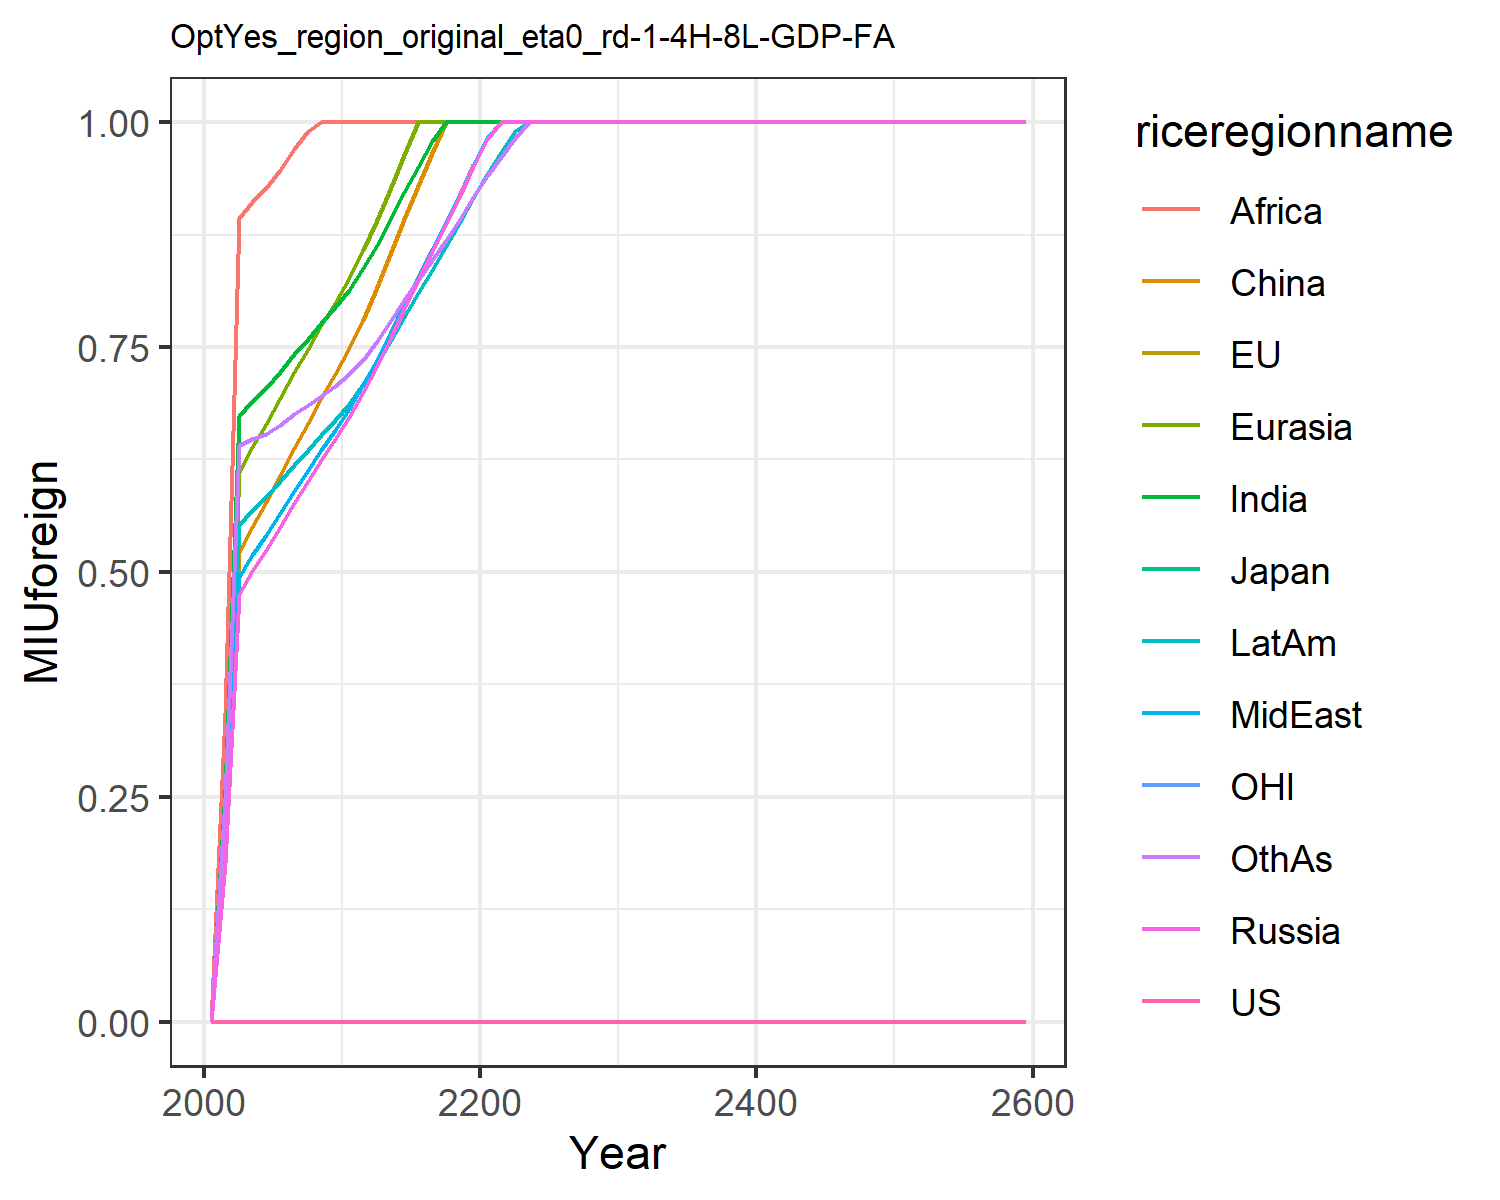 OptYes_region_original_eta0_rd-1-4H-8L-GDP-FA
1.00
0.75
0.50
0.25
0.00
MIUforeign
2000 2200 2400 2600
Year
riceregionname
Africa
China
EU
Eurasia
India
Japan
LatAm
MidEast
OHI
OthAs
Russia
US